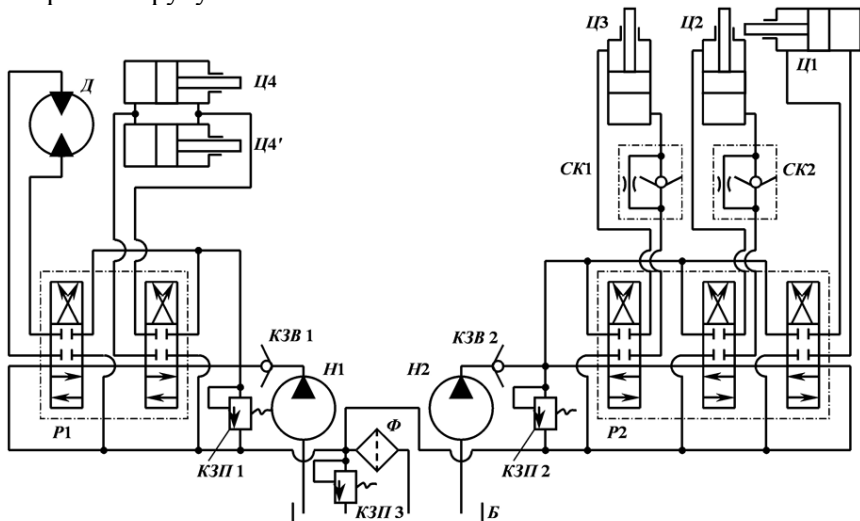 Ц3
Ц2
Ц1
Д
Ц4
Ц4'
СК1
СК2
КЗВ 1
Н1
Н2
КЗВ 2
Р1
КЗП 1
Ф
КЗП 2
Р2
КЗП 3
Б